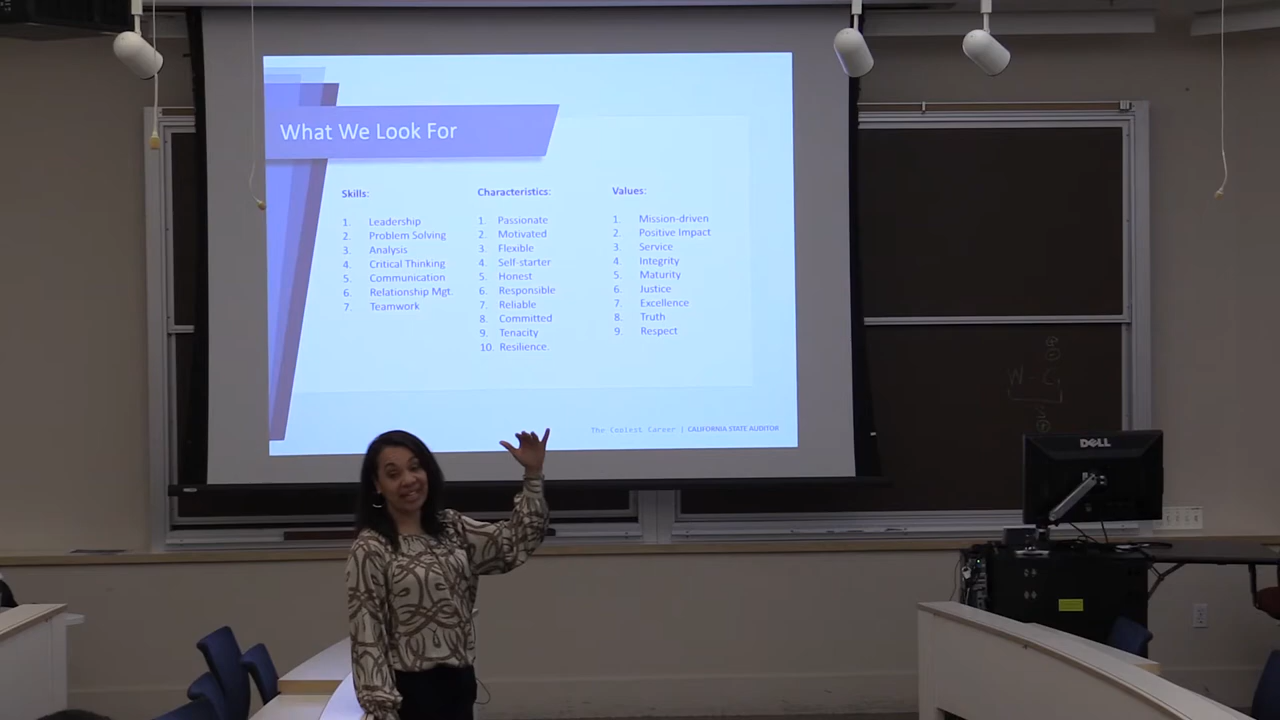 What We Look For
Skills:
1. Leadership
2. Problem Solving
3. Analysis
4. Critical Thinking
5. Communication
6. Relationship Mgt.
7. Teamwork
Characteristics:
1. Passionate
2. Motivated
3. Flexible
4. Self-starter
5. Honest
6. Responsible
7. Reliable
8. Committed
9. Tenacity
10. Resilience.
Values:
1. Mission-driven
2. Positive Impact
3. Service
4. Integrity
5. Maturity
6. Justice
7. Excellence
8. Truth
9. Respect
The Coolest Career | CALIFORNIA STATE AUDITOR
W - C
DELL